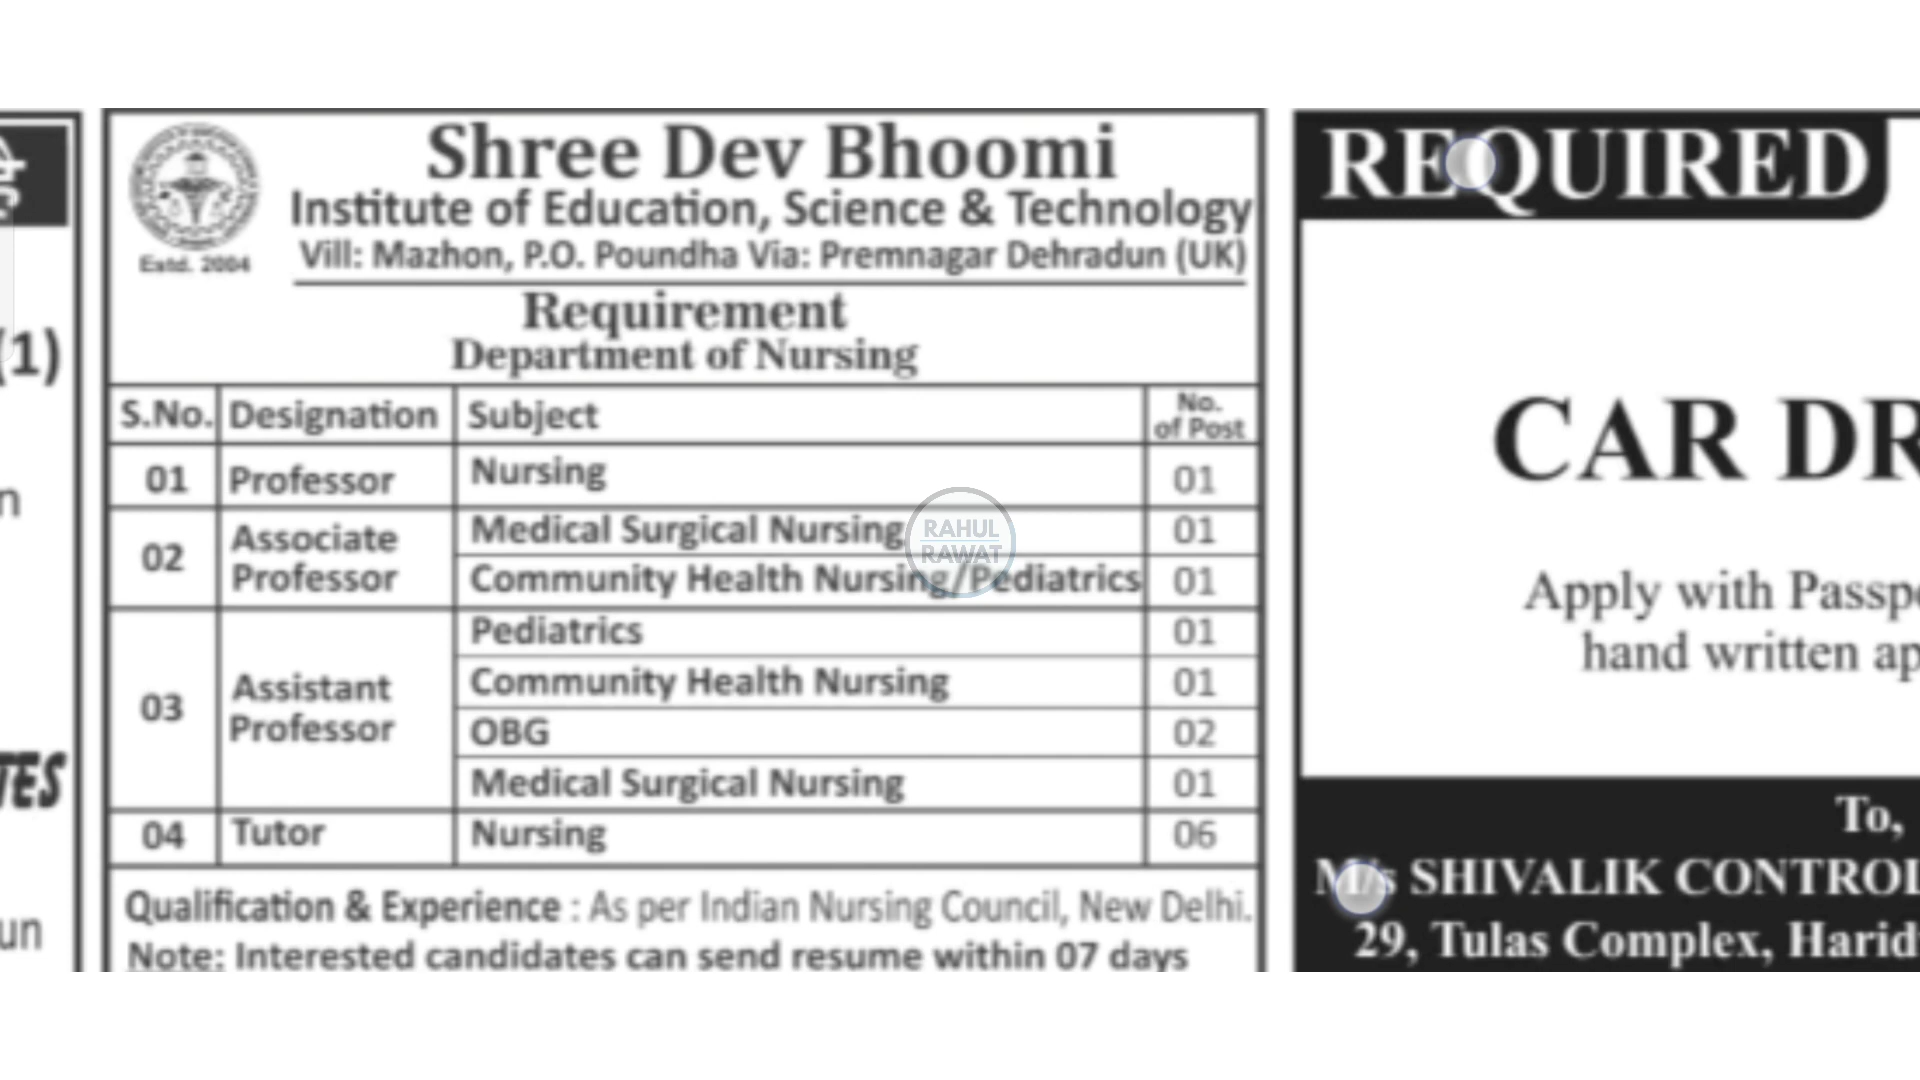 (1)
n
TES
un
Shree Dev Bhoomi
Institute of Education, Science & Technology
Vill: Mazhon, P.O. Poundha Via: Premnagar Dehradun (UK)
Estd. 2004
Requirement
Department of Nursing
S.No. Designation Subject No. of Post
01 Professor Nursing 01
02 Associate Professor Medical Surgical Nursing 01
Community Health Nursing/Pediatrics 01
03 Assistant Professor Pediatrics 01
Community Health Nursing 01
OBG 02
Medical Surgical Nursing 01
04 Tutor Nursing 06
Qualification & Experience : As per Indian Nursing Council, New Delhi.
Note: Interested candidates can send resume within 07 days
RAHUL
RAWAT
REQUIRED
CAR DR
Apply with Passp
hand written ap
To,
M/s SHIVALIK CONTROL
29, Tulas Complex, Harid